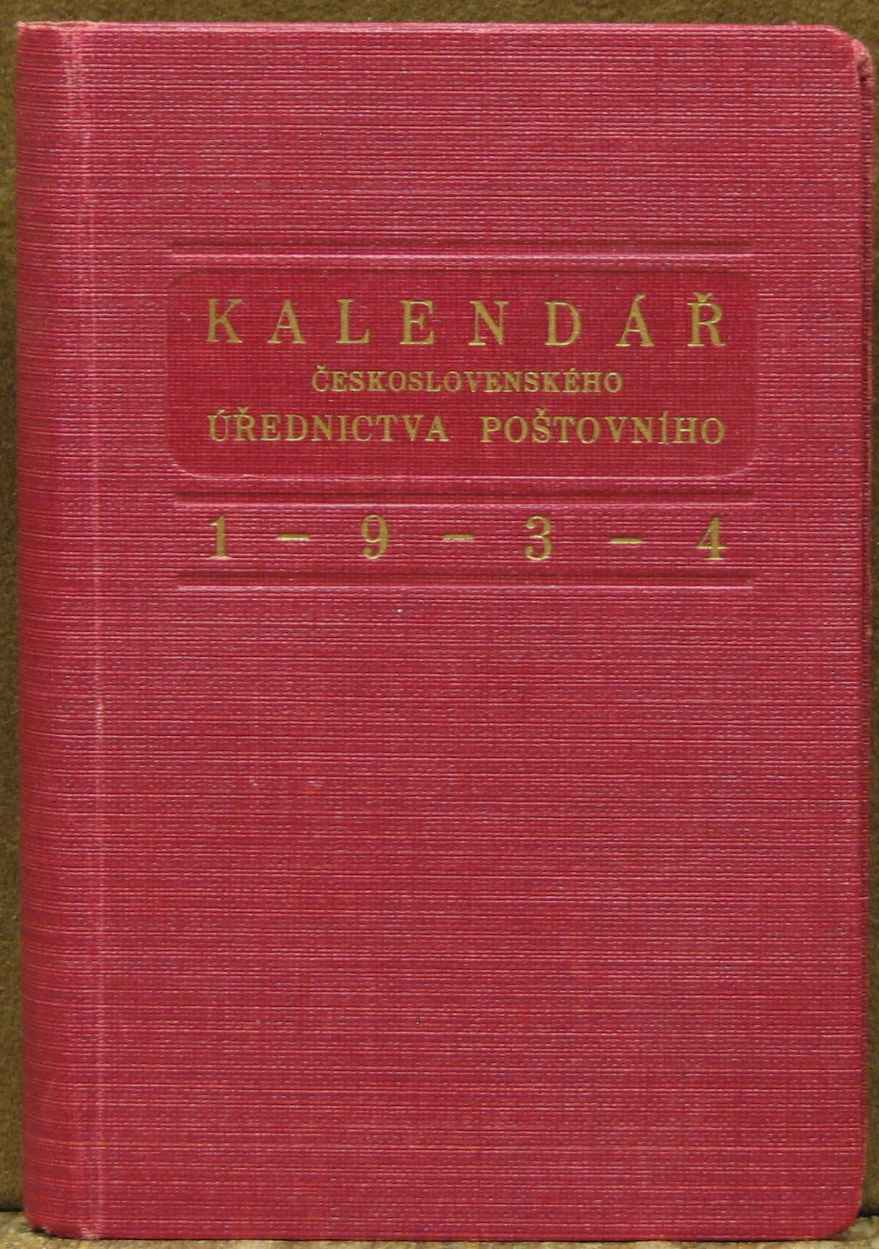 KALENDÁŘ
ČESKOSLOVENSKÉHO
ÚŘEDNICTVA POŠTOVNÍHO
1-9-3-4